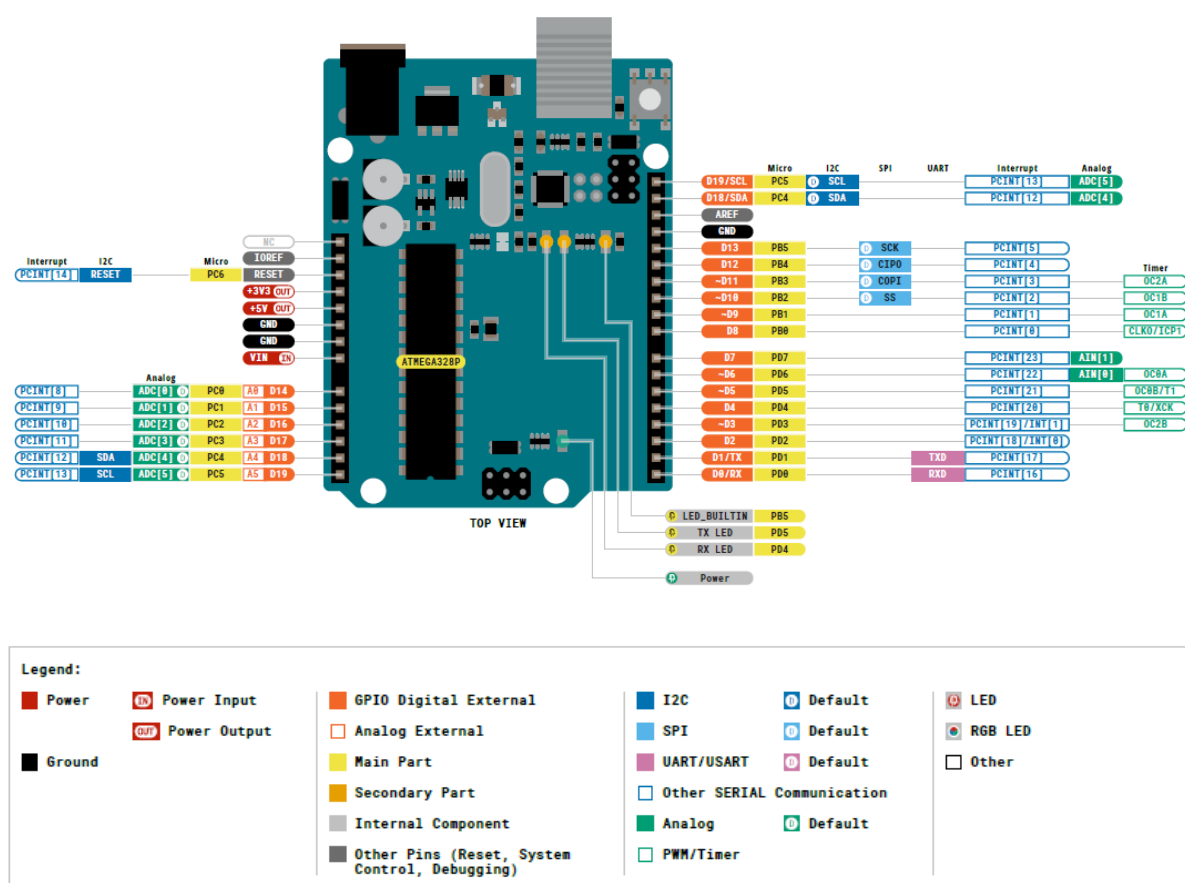 Micro I2C SPI UART Interrupt Analog
D19/SCL PC5 D SCL PCINT[13] ADC[5]
D18/SDA PC4 D SDA PCINT[12] ADC[4]
AREF
GND
D13 PB5 D SCK PCINT[5]
D12 PB4 D CIPO PCINT[4]
Timer
~D11 PB3 D COPI PCINT[3] OC2A
~D10 PB2 D SS PCINT[2] OC1B
~D9 PB1 PCINT[1] OC1A
D8 PB0 PCINT[0] CLKO/ICP1
D7 PD7 PCINT[23] AIN[1]
~D6 PD6 PCINT[22] AIN[0] OC0A
~D5 PD5 PCINT[21] OC0B/T1
D4 PD4 PCINT[20] T0/XCK
~D3 PD3 PCINT[19]/INT[1] OC2B
D2 PD2 PCINT[18]/INT[0]
D1/TX PD1 TXD PCINT[17]
D0/RX PD0 RXD PCINT[16]
NC
IOREF
Interrupt I2C Micro
PCINT[14] RESET PC6 RESET
+3V3 OUT
+5V OUT
GND
GND
VIN IN
ATMEGA328P
Analog
PCINT[8] ADC[0] D PC0 A0 D14
PCINT[9] ADC[1] D PC1 A1 D15
PCINT[10] ADC[2] D PC2 A2 D16
PCINT[11] ADC[3] D PC3 A3 D17
PCINT[12] SDA ADC[4] D PC4 A4 D18
PCINT[13] SCL ADC[5] D PC5 A5 D19
TOP VIEW
LED_BUILTIN PB5
TX LED PD5
RX LED PD4
Power
Legend:
Power
IN Power Input
OUT Power Output
Ground
GPIO Digital External
Analog External
Main Part
Secondary Part
Internal Component
Other Pins (Reset, System
Control, Debugging)
I2C D Default
SPI D Default
UART/USART D Default
Other SERIAL Communication
Analog D Default
PWM/Timer
LED
RGB LED
Other